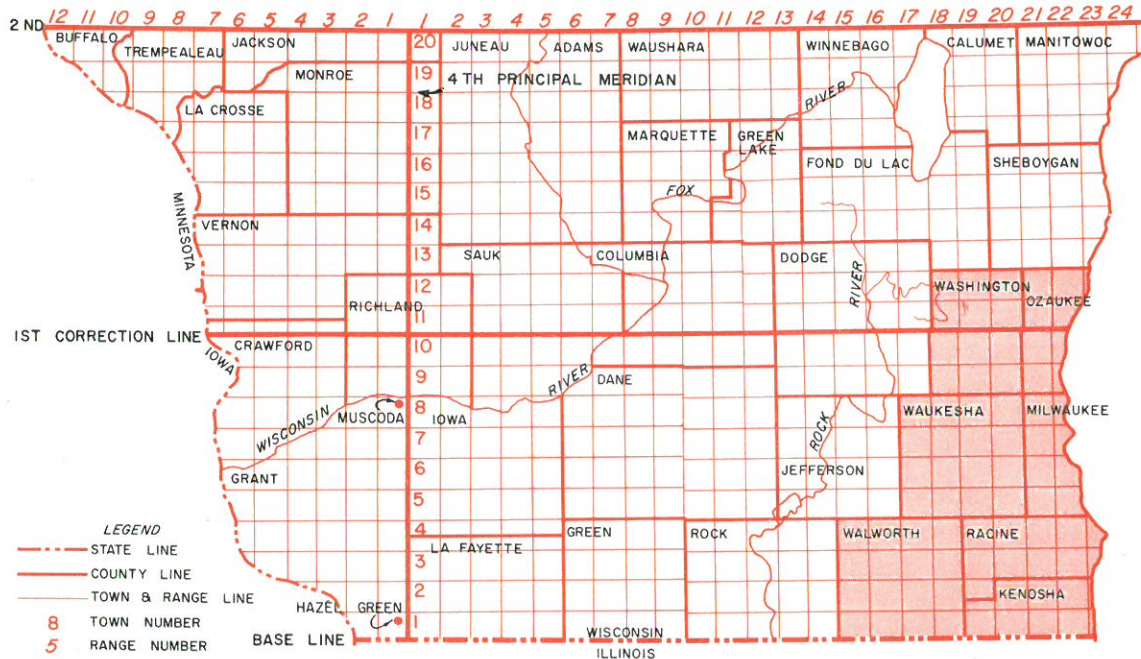 12 11 10 9 8 7 6 5 4 3 2 1 1 2 3 4 5 6 7 8 9 10 11 12 13 14 15 16 17 18 19 20 21 22 23 24
2 ND
BUFFALO TREMPEALEAU JACKSON 20 JUNEAU ADAMS WAUSHARA WINNEBAGO CALUMET MANITOWOC
MONROE 19 4TH PRINCIPAL MERIDIAN
RIVER
LA CROSSE 18
17 MARQUETTE GREEN LAKE
16 FOND DU LAC SHEBOYGAN
15 FOX
MINNESOTA
VERNON 14
13 SAUK COLUMBIA DODGE
RIVER
RICHLAND 12 WASHINGTON OZAUKEE
11
1ST CORRECTION LINE
IOWA CRAWFORD 10
9 RIVER DANE
WISCONSIN MUSCODA 8 IOWA WAUKESHA MILWAUKEE
7 ROCK
GRANT 6 JEFFERSON
5
LEGEND 4 GREEN ROCK WALWORTH RACINE
STATE LINE LA FAYETTE
COUNTY LINE 3
TOWN & RANGE LINE 2 KENOSHA
8 TOWN NUMBER HAZEL GREEN 1
5 RANGE NUMBER BASE LINE WISCONSIN
ILLINOIS